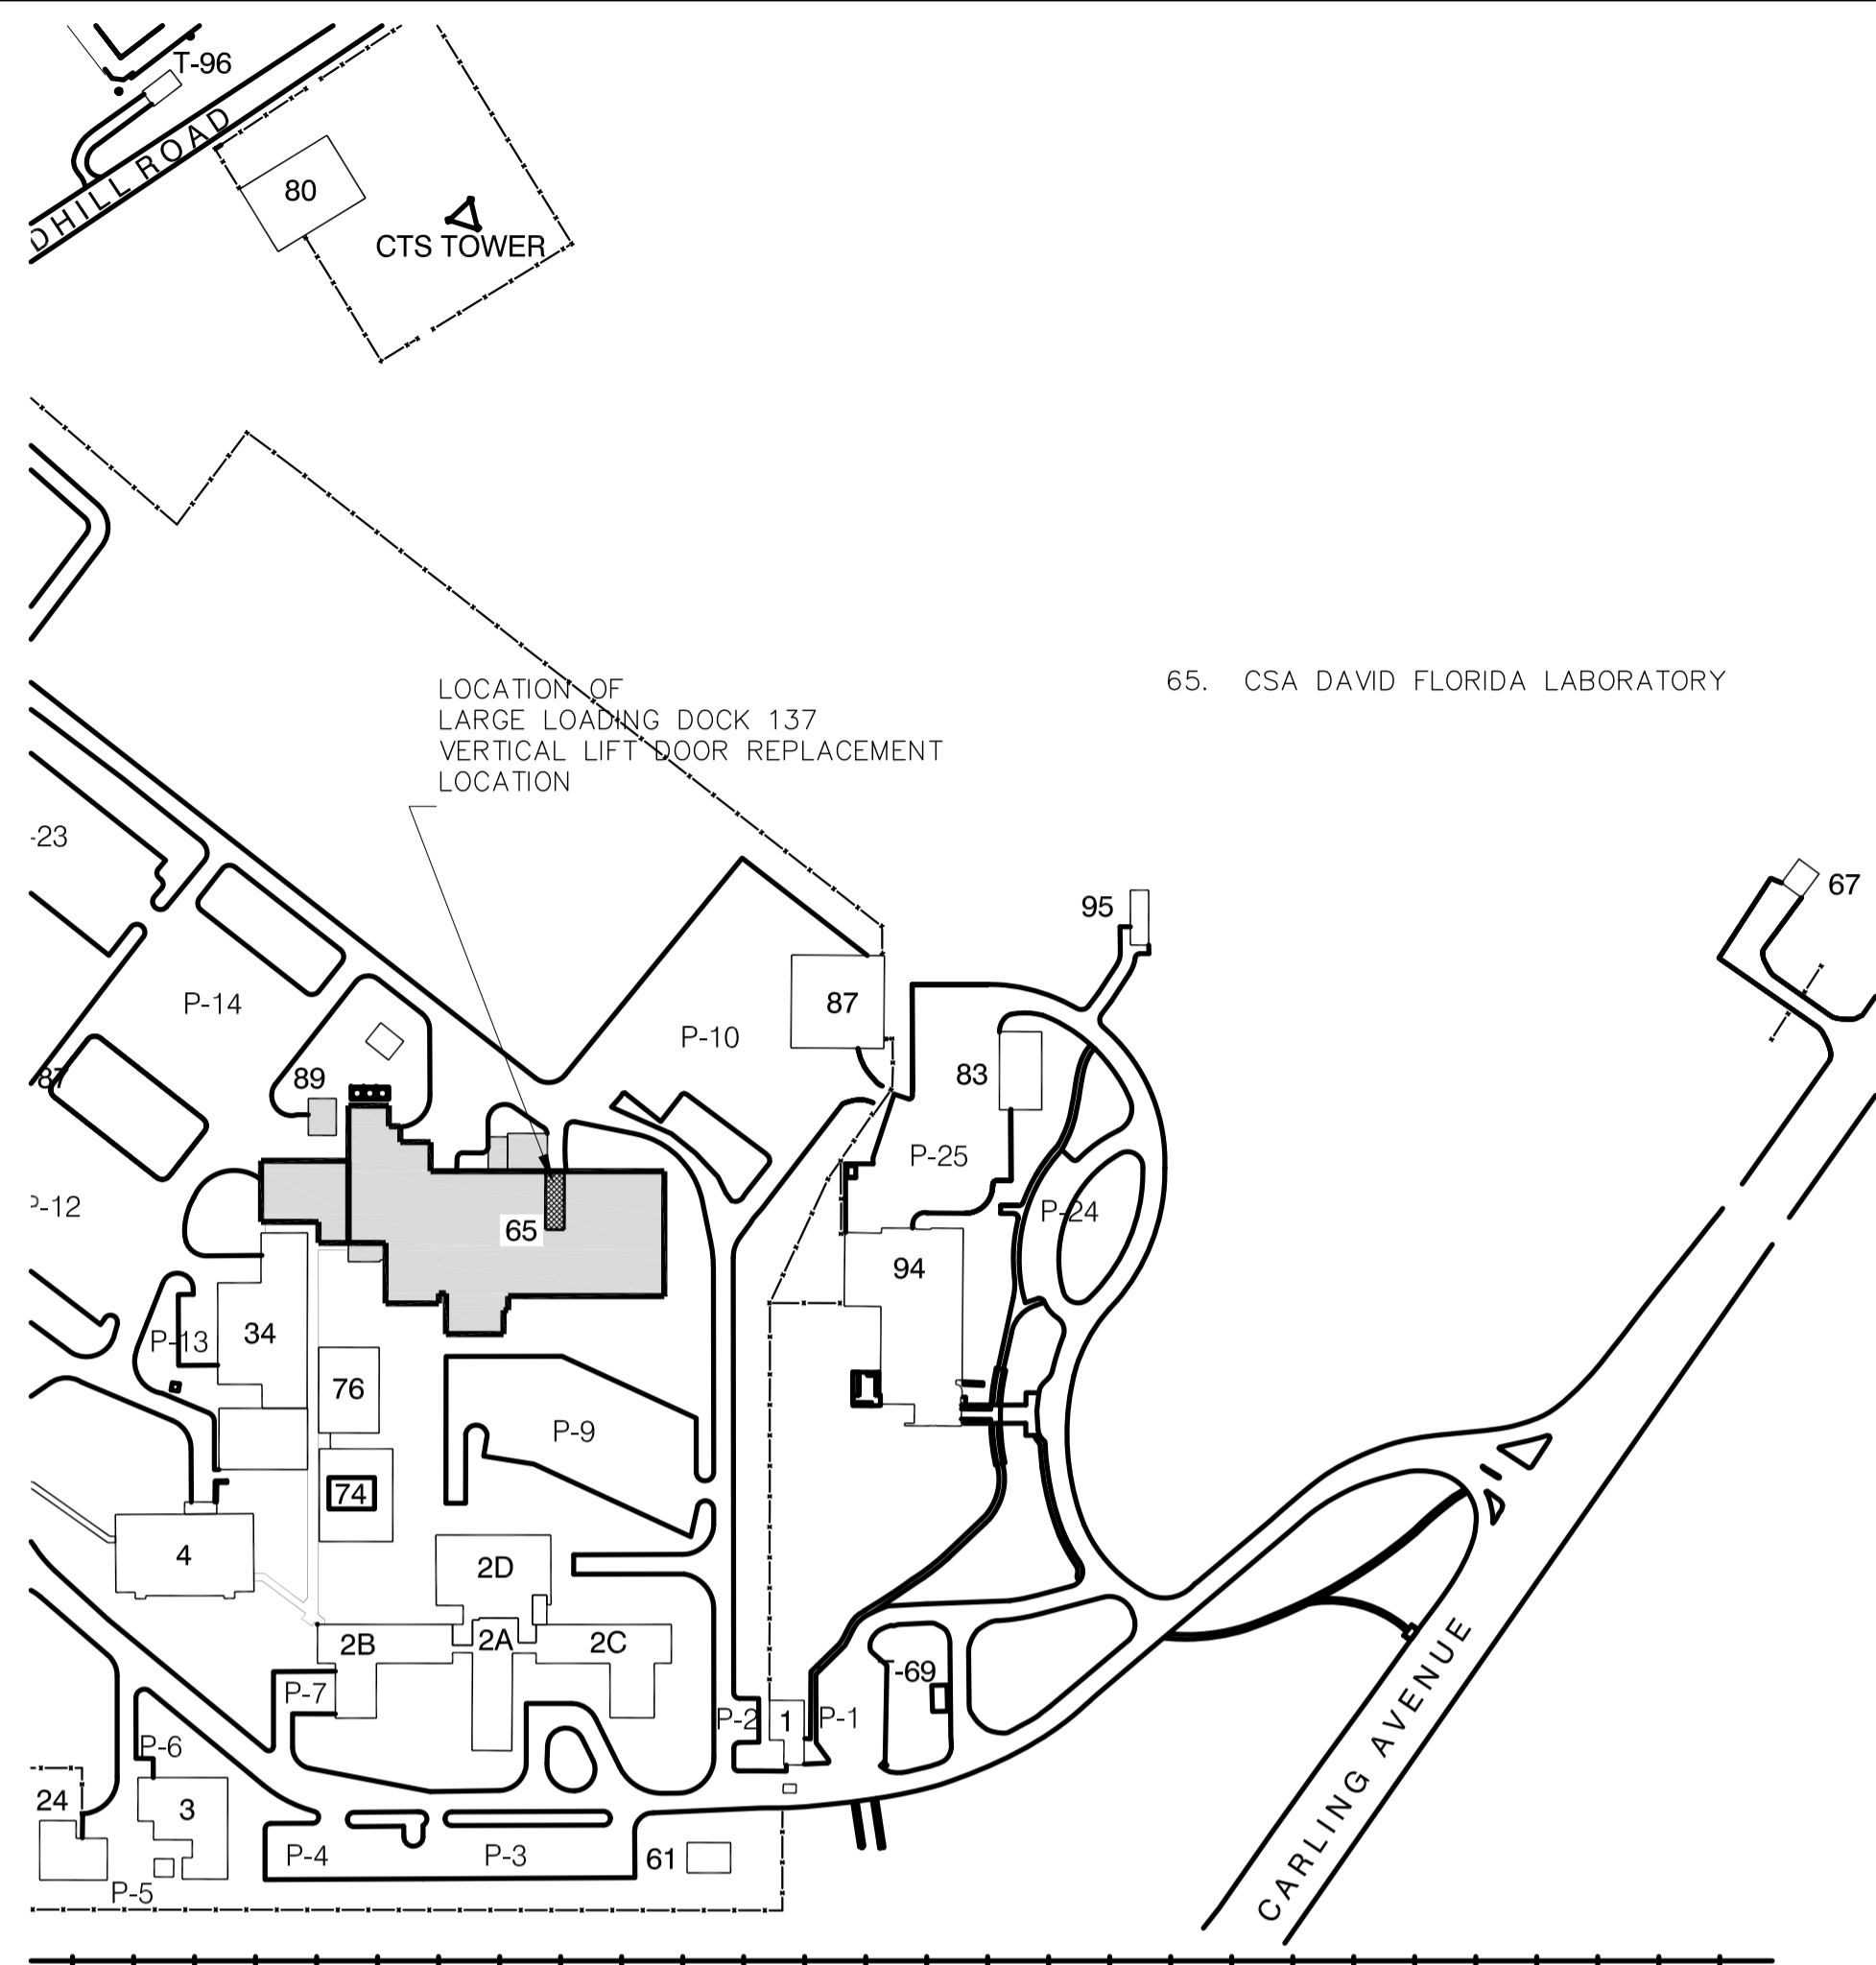 T-96
DHILL ROAD
80
CTS TOWER
LOCATION OF
LARGE LOADING DOCK 137
VERTICAL LIFT DOOR REPLACEMENT
LOCATION
65. CSA DAVID FLORIDA LABORATORY
-23
67
95
P-14
87
P-10
89
87
83
P-25
P-12
65
P-24
94
P-13
34
76
P-9
74
4
2D
2B
2A
2C
-69
P-7
P-2
1
P-1
P-6
24
3
P-4
P-3
61
P-5
CARLING AVENUE